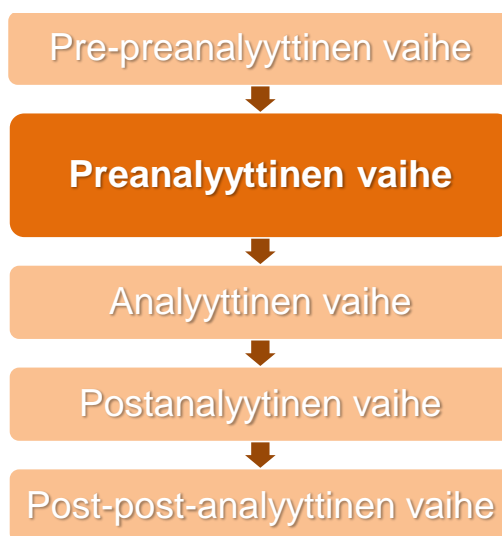 Pre-preanalyyttinen vaihe
Preanalyyttinen vaihe
Analyyttinen vaihe
Postanalyytinen vaihe
Post-post-analyyttinen vaihe